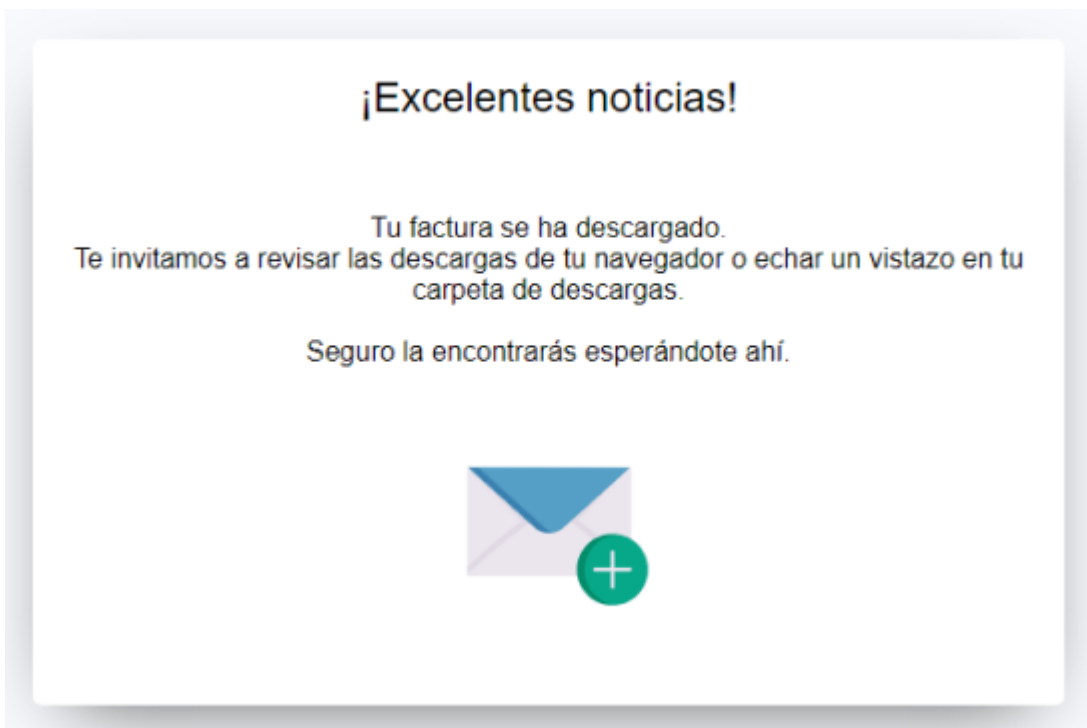 ¡Excelentes noticias!
Tu factura se ha descargado.
Te invitamos a revisar las descargas de tu navegador o echar un vistazo en tu
carpeta de descargas.
Seguro la encontrarás esperándote ahí.